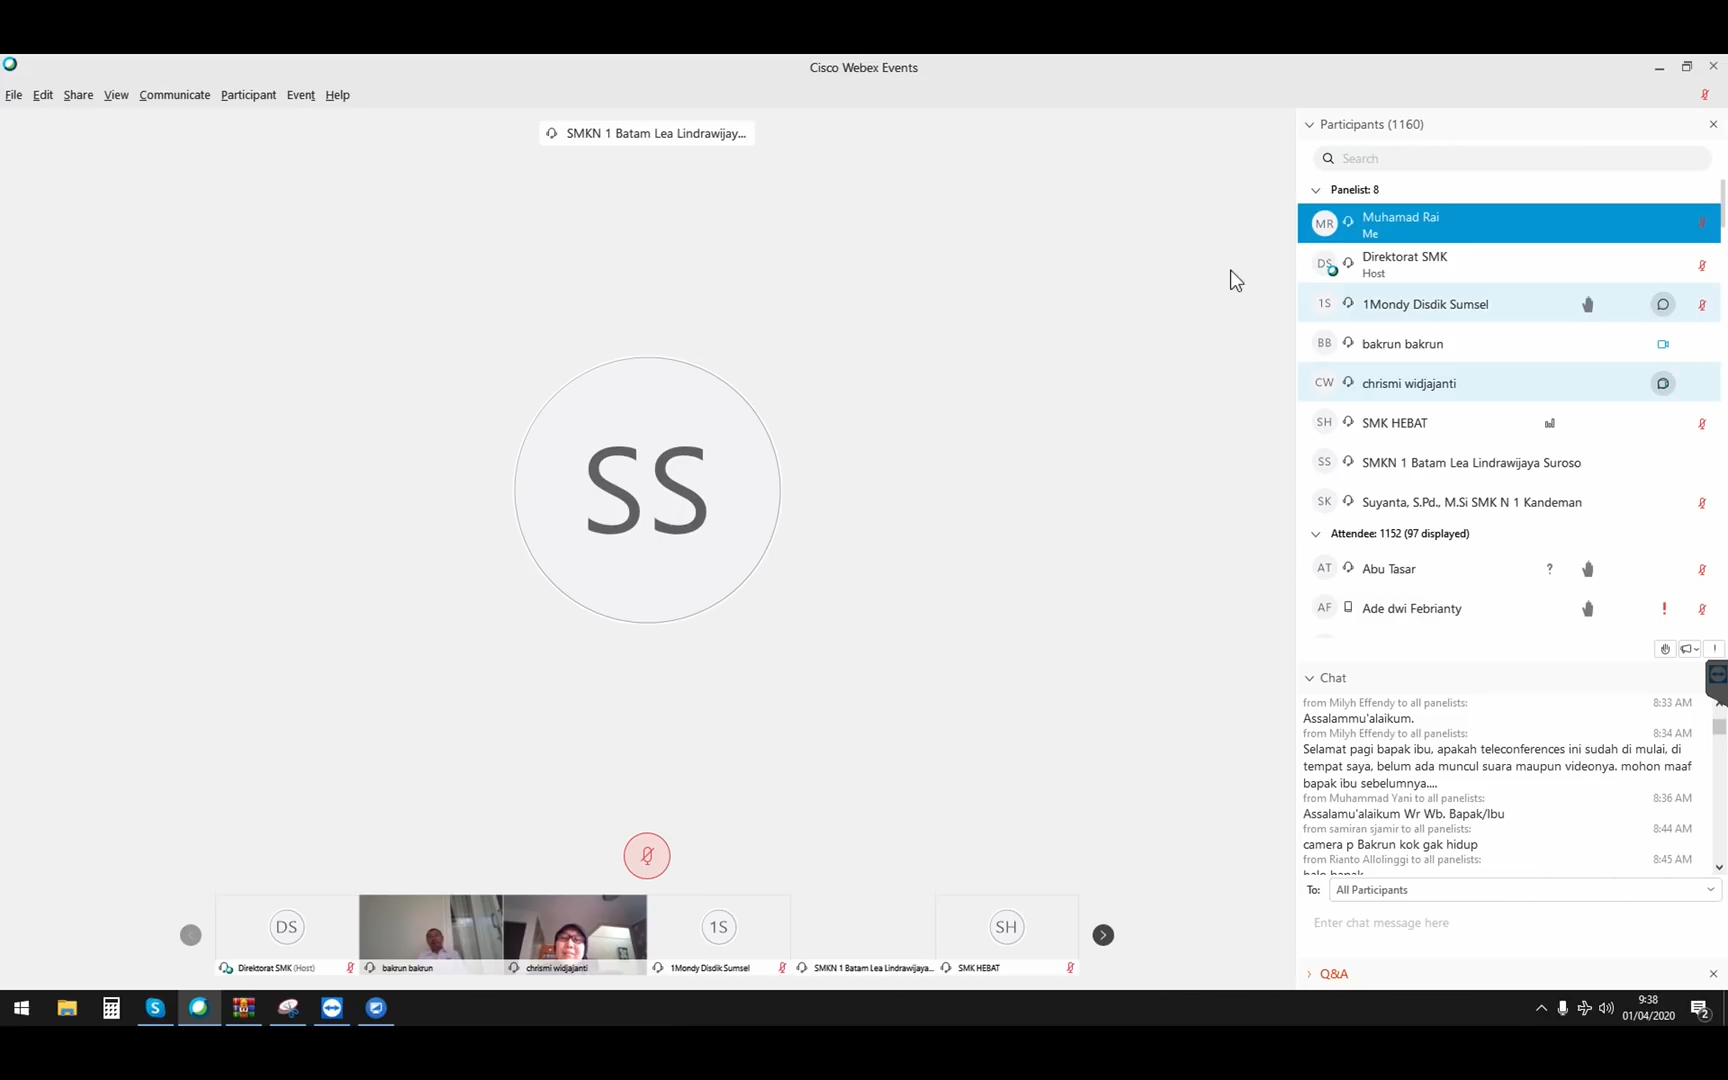 Cisco Webex Events
File Edit Share View Communicate Participant Event Help
SMKN 1 Batam Lea Lindrawijay...
SS
Participants (1160)
Search
Panelist: 8
MR Muhamad Rai
Me
DS Direktorat SMK
Host
1S 1Mondy Disdik Sumsel
BB bakrun bakrun
CW chrismi widjajanti
SH SMK HEBAT
SS SMKN 1 Batam Lea Lindrawijaya Suroso
SK Suyanta, S.Pd., M.Si SMK N 1 Kandeman
Attendee: 1152 (97 displayed)
AT Abu Tasar ?
AF Ade dwi Febrianty !
Chat
from Milyh Effendy to all panelists: 8:33 AM
Assalammu'alaikum.
from Milyh Effendy to all panelists: 8:34 AM
Selamat pagi bapak ibu, apakah teleconferences ini sudah di mulai, di
tempat saya, belum ada muncul suara maupun videonya. mohon maaf
bapak ibu sebelumnya....
from Muhammad Yani to all panelists: 8:36 AM
Assalamu'alaikum Wr Wb. Bapak/Ibu
from samiran sjamir to all panelists: 8:44 AM
camera p Bakrun kok gak hidup
from Rianto Allolinggi to all panelists: 8:45 AM
halo bapak
To: All Participants
Enter chat message here
Q&A
DS
1S
SH
Direktorat SMK (Host)
bakrun bakrun
chrismi widjajanti
1Mondy Disdik Sumsel
SMKN 1 Batam Lea Lindrawijaya...
SMK HEBAT
9:38
01/04/2020
2